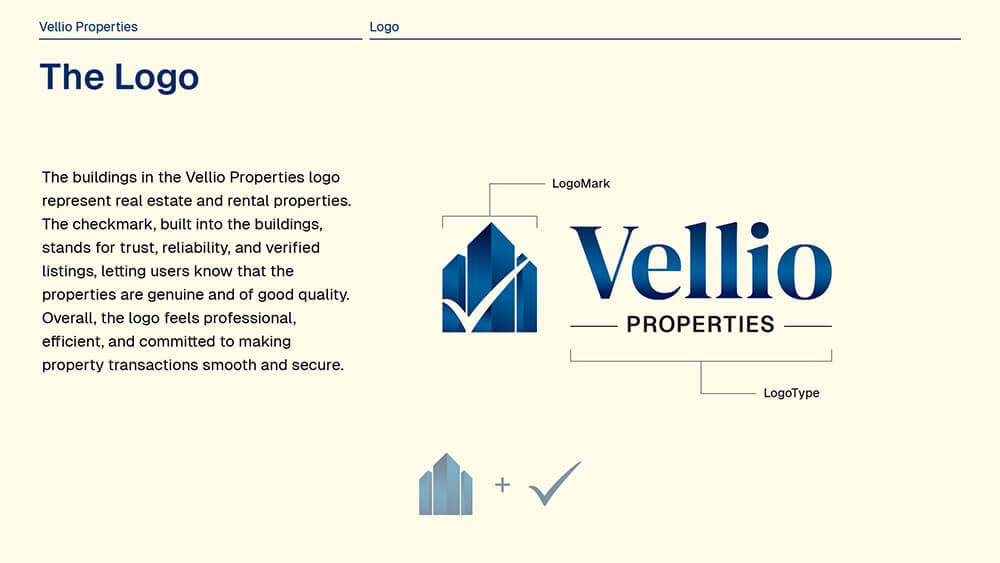 Vellio Properties
Logo
The Logo
The buildings in the Vellio Properties logo
represent real estate and rental properties.
The checkmark, built into the buildings,
stands for trust, reliability, and verified
listings, letting users know that the
properties are genuine and of good quality.
Overall, the logo feels professional,
efficient, and committed to making
property transactions smooth and secure.
LogoMark
Vellio
PROPERTIES
LogoType
+